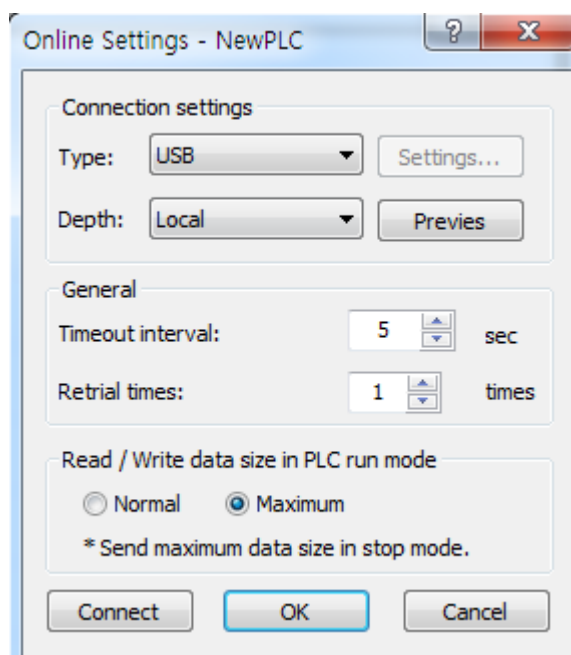 Online Settings - NewPLC
Connection settings
Type: USB Settings...
Depth: Local Previes
General
Timeout interval: 5 sec
Retrial times: 1 times
Read / Write data size in PLC run mode
Normal Maximum
* Send maximum data size in stop mode.
Connect OK Cancel